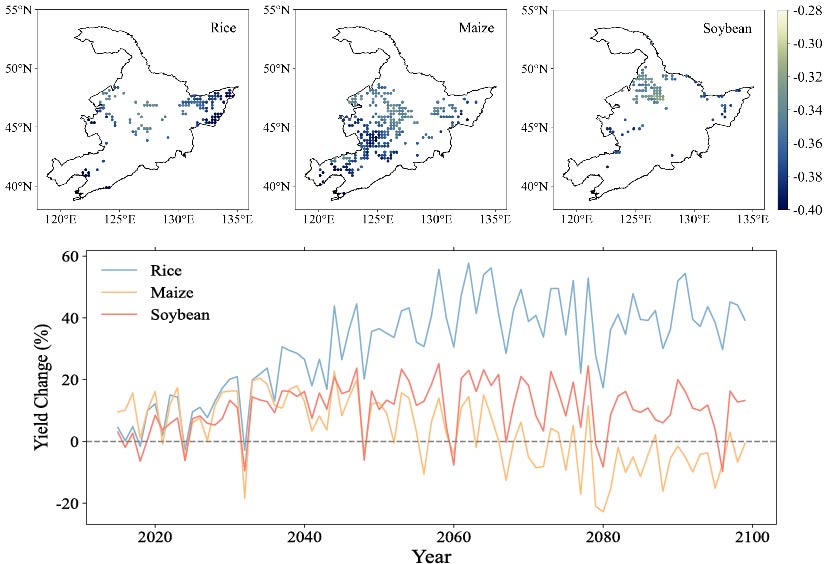 55°N
50°N
45°N
40°N
Rice
Maize
Soybean
120°E 125°E 130°E 135°E
120°E 125°E 130°E 135°E
120°E 125°E 130°E 135°E
-0.28
-0.30
-0.32
-0.34
-0.36
-0.38
-0.40
55°N
50°N
45°N
40°N
55°N
50°N
45°N
40°N
Yield Change (%)
60
40
20
0
-20
Rice
Maize
Soybean
2020 2040 2060 2080 2100
Year